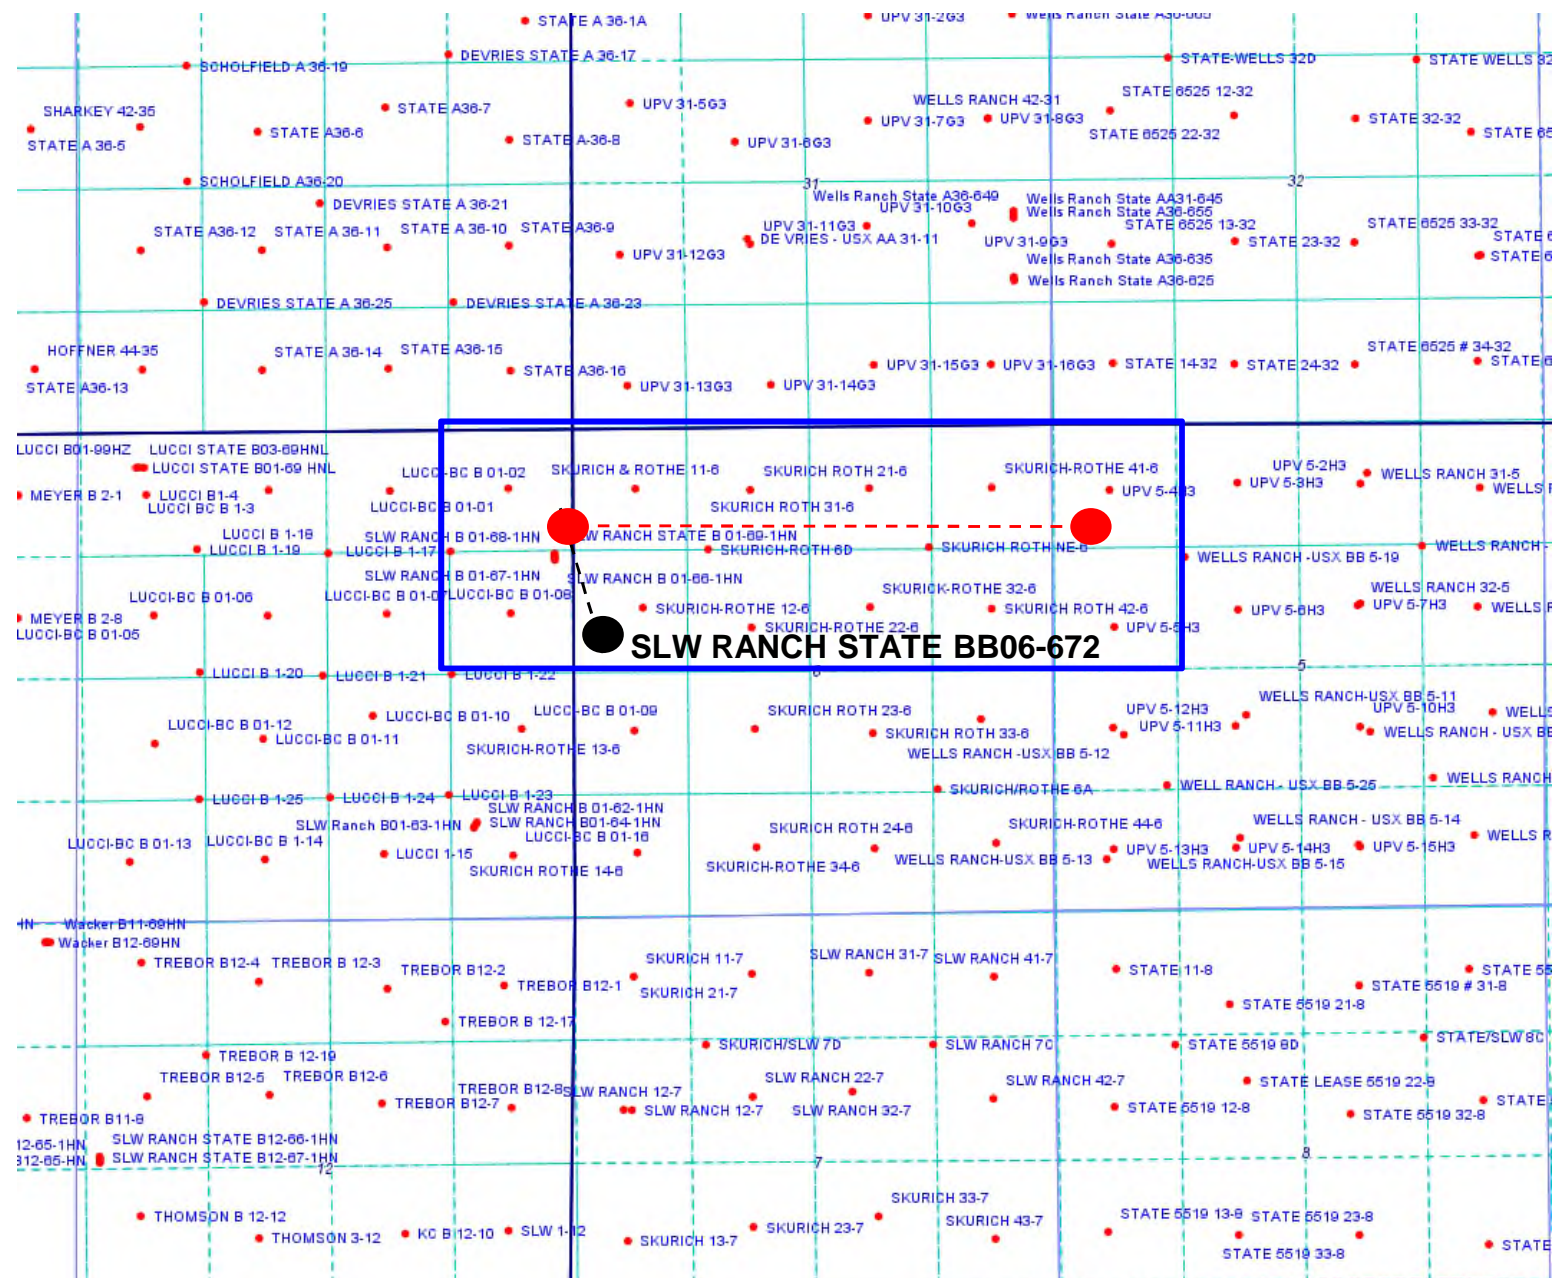 STATE A 36-1A
UPV 31-2G3
Wells Ranch State A36-665
DEVRIES STATE A 36-17
STATE-WELLS 32D
STATE WELLS 32
SCHOLFIELD A 36-19
SHARKEY 42-35
STATE A36-7
UPV 31-5G3
WELLS RANCH 42-31
STATE 6525 12-32
STATE A36-6
STATE A-36-8
UPV 31-7G3
UPV 31-8G3
STATE 32-32
STATE A 36-5
UPV 31-6G3
STATE 6525 22-32
STATE 65
SCHOLFIELD A36-20
31
32
DEVRIES STATE A 36-21
Wells Ranch State A36-649
Wells Ranch State AA31-645
UPV 31-10G3
Wells Ranch State A36-655
STATE A36-12
STATE A36-11
STATE A 36-10
STATE A36-9
UPV 31-11G3
STATE 6525 13-32
STATE 6525 33-32
DE VRIES - USX AA 31-11
UPV 31-9G3
STATE 23-32
STATE 6
UPV 31-12G3
Wells Ranch State A36-635
STATE 6
Wells Ranch State A36-625
DEVRIES STATE A 36-25
DEVRIES STATE A 36-23
HOFFNER 44-35
STATE A 36-14
STATE A36-15
STATE 6525 # 34-32
STATE A36-13
STATE A36-16
UPV 31-13G3
UPV 31-14G3
UPV 31-15G3
UPV 31-16G3
STATE 14-32
STATE 24-32
STATE 6
LUCCI B01-99HZ
LUCCI STATE B03-69HNL
LUCCI STATE B01-69 HNL
LUCCI-BC B 01-02
SKURICH & ROTHE 11-6
SKURICH ROTH 21-6
SKURICH-ROTHE 41-6
UPV 5-2H3
WELLS RANCH 31-5
MEYER B 2-1
LUCCI B1-4
UPV 5-4H3
UPV 5-3H3
WELLS R
LUCCI BC B 1-3
LUCCI-BC B 01-01
SKURICH ROTH 31-6
LUCCI B 1-18
SLW RANCH B 01-68-1HN
SLW RANCH STATE B 01-69-1HN
LUCCI B 1-19
LUCCI B 1-17
SKURICH-ROTH 6D
SKURICH ROTH NE-6
WELLS RANCH -USX BB 5-19
WELLS RANCH -
SLW RANCH B 01-67-1HN
SLW RANCH B 01-66-1HN
LUCCI-BC B 01-06
LUCCI-BC B 01-07
LUCCI-BC B 01-08
SKURICK-ROTHE 32-6
WELLS RANCH 32-5
MEYER B 2-8
SKURICH-ROTHE 12-6
SKURICH ROTH 42-6
UPV 5-6H3
UPV 5-7H3
WELLS R
LUCCI-BC B 01-05
SKURICH-ROTHE 22-6
UPV 5-5H3
SLW RANCH STATE BB06-672
LUCCI B 1-20
LUCCI B 1-21
LUCCI B 1-22
6
5
LUCCI-BC B 01-12
LUCCI-BC B 01-10
LUCCI-BC B 01-09
SKURICH ROTH 23-6
UPV 5-12H3
WELLS RANCH-USX BB 5-11
UPV 5-10H3
WELLS
LUCCI-BC B 01-11
SKURICH-ROTHE 13-6
SKURICH ROTH 33-6
UPV 5-11H3
WELLS RANCH - USX BB
WELLS RANCH -USX BB 5-12
LUCCI B 1-25
LUCCI B 1-24
LUCCI B 1-23
SKURICH/ROTHE 6A
WELL RANCH - USX BB 5-25
WELLS RANCH
SLW RANCH B 01-62-1HN
SLW Ranch B01-63-1HN
SLW RANCH B01-64-1HN
LUCCI-BC B 01-13
LUCCI-BC B 1-14
LUCCI 1-15
LUCCI-BC B 01-16
SKURICH ROTH 24-6
SKURICH-ROTHE 44-6
WELLS RANCH - USX BB 5-14
WELLS R
SKURICH ROTHE 14-6
SKURICH-ROTHE 34-6
WELLS RANCH-USX BB 5-13
UPV 5-13H3
UPV 5-14H3
UPV 5-15H3
WELLS RANCH-USX BB 5-15
HN
Wacker B11-69HN
Wacker B12-69HN
TREBOR B12-4
TREBOR B 12-3
TREBOR B12-2
TREBOR B12-1
SKURICH 11-7
SLW RANCH 31-7
SLW RANCH 41-7
STATE 11-8
STATE 55
SKURICH 21-7
STATE 5519 # 31-8
STATE 5519 21-8
TREBOR B 12-17
TREBOR B 12-19
SKURICH/SLW 7D
SLW RANCH 7C
STATE 5519 8D
STATE/SLW 8C
TREBOR B12-5
TREBOR B12-6
TREBOR B12-7
TREBOR B12-8
SLW RANCH 12-7
SLW RANCH 22-7
SLW RANCH 42-7
STATE LEASE 5519 22-8
TREBOR B11-8
SLW RANCH 12-7
SLW RANCH 32-7
STATE 5519 12-8
STATE 5519 32-8
STATE
12-65-1HN
SLW RANCH STATE B12-66-1HN
B12-65-HN
SLW RANCH STATE B12-67-1HN
12
7
8
THOMSON B 12-12
THOMSON 3-12
KC B 12-10
SLW 1-12
SKURICH 13-7
SKURICH 23-7
SKURICH 33-7
SKURICH 43-7
STATE 5519 13-8
STATE 5519 23-8
STATE 5519 33-8
STATE